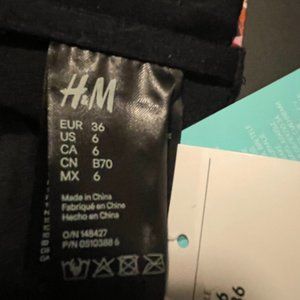 H&M
EUR 36
US 6
CA 6
CN B70
MX 6
Made in China
Fabriqué en Chine
Hecho en China
O/N 148427
P/N 0510388 6